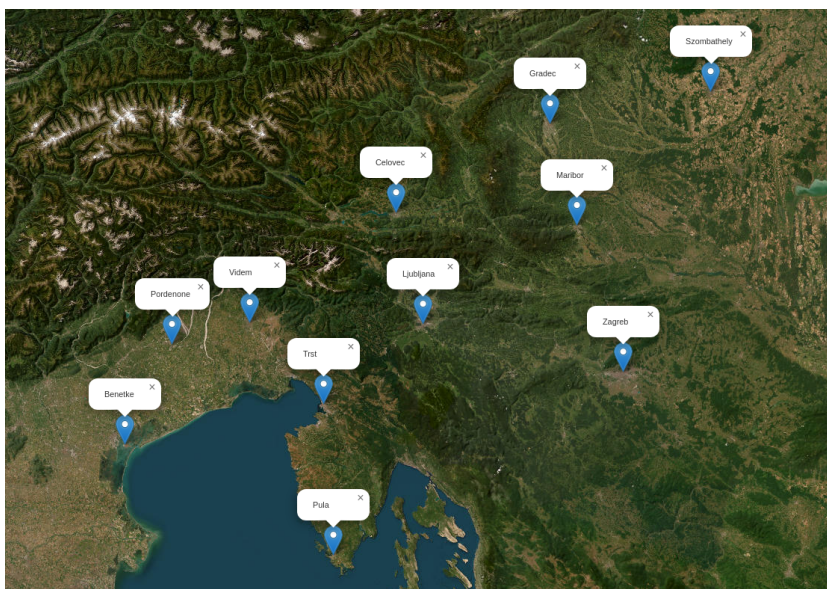 Szombathely
Gradec
Celovec
Maribor
Videm
Ljubljana
Pordenone
Zagreb
Trst
Benetke
Pula